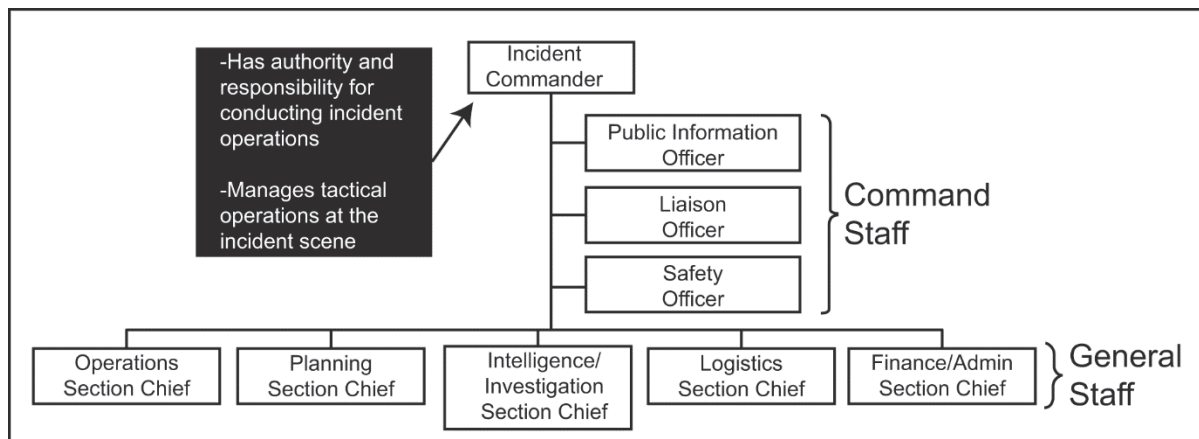 -Has authority and
responsibility for
conducting incident
operations
-Manages tactical
operations at the
incident scene
Incident
Commander
Public Information
Officer
Liaison
Officer
Safety
Officer
Command
Staff
Operations
Section Chief
Planning
Section Chief
Intelligence/
Investigation
Section Chief
Logistics
Section Chief
Finance/Admin
Section Chief
General
Staff